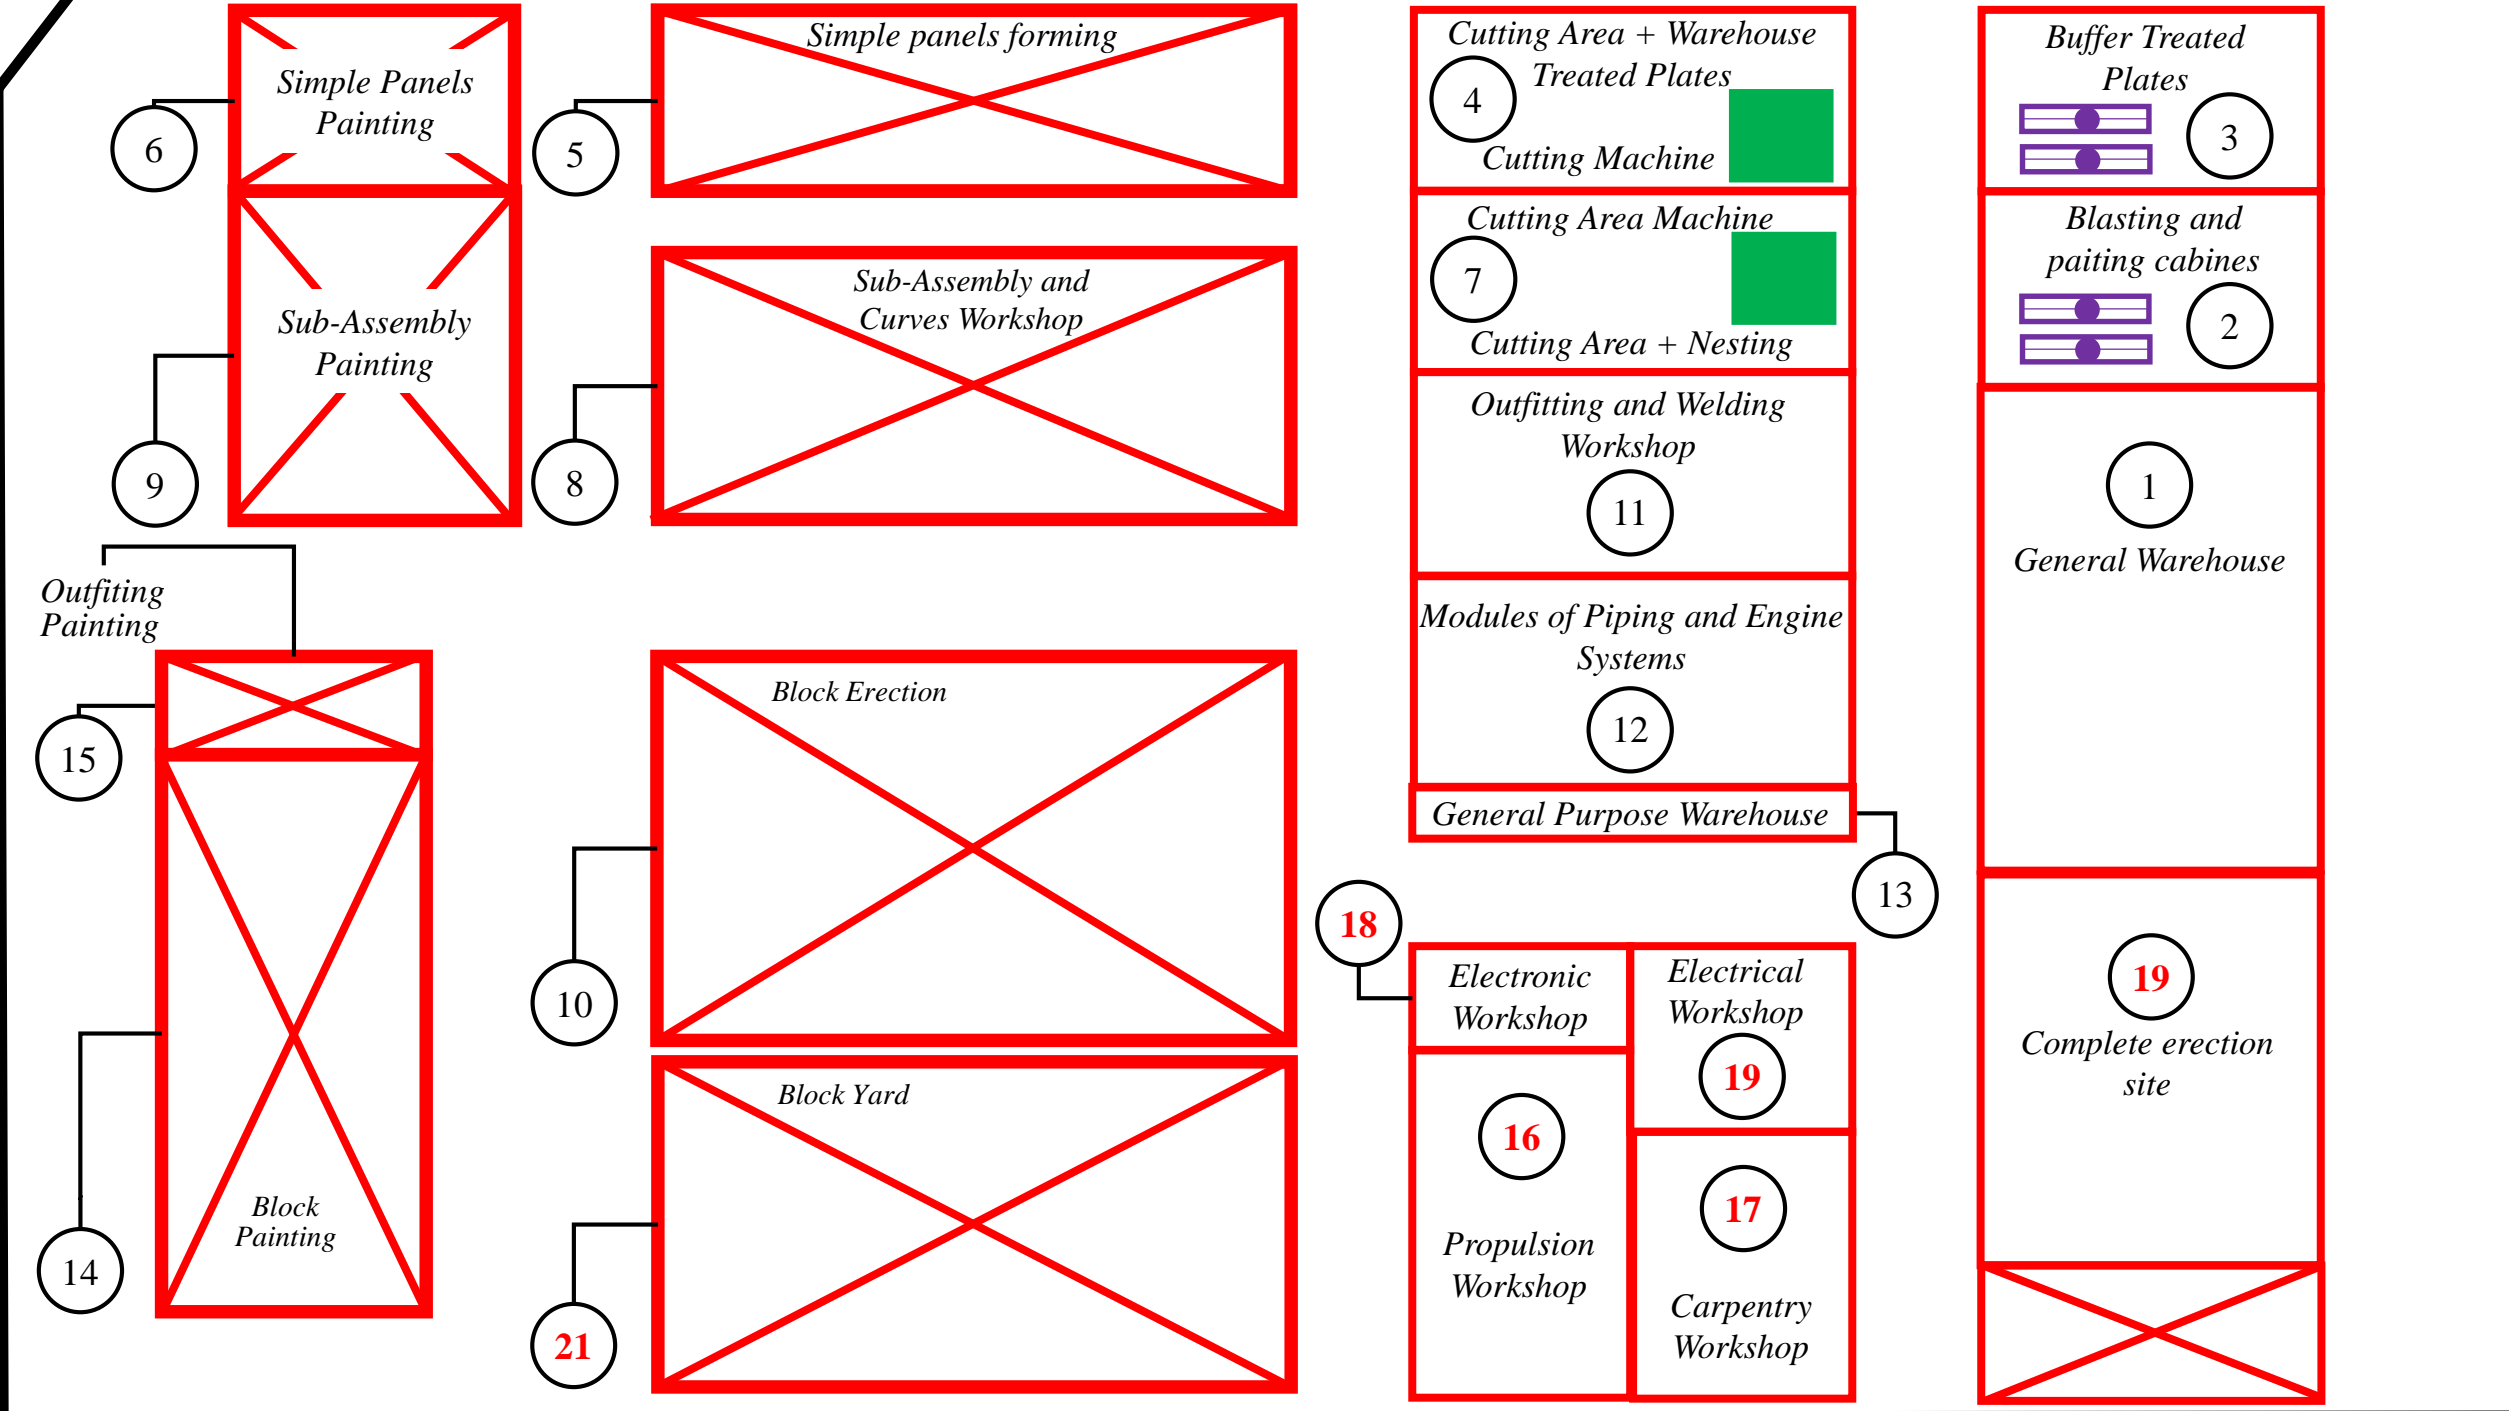 Simple Panels
Painting
6
Sub-Assembly
Painting
9
Outfiting
Painting
15
Block
Painting
14
Simple panels forming
5
Sub-Assembly and
Curves Workshop
8
Block Erection
10
Block Yard
21
Cutting Area + Warehouse
Treated Plates
4
Cutting Machine
Cutting Area Machine
7
Cutting Area + Nesting
Outfitting and Welding
Workshop
11
Modules of Piping and Engine
Systems
12
General Purpose Warehouse
13
18
Electronic
Workshop
Electrical
Workshop
19
16
Propulsion
Workshop
17
Carpentry
Workshop
Buffer Treated
Plates
3
Blasting and
paiting cabines
2
1
General Warehouse
19
Complete erection
site